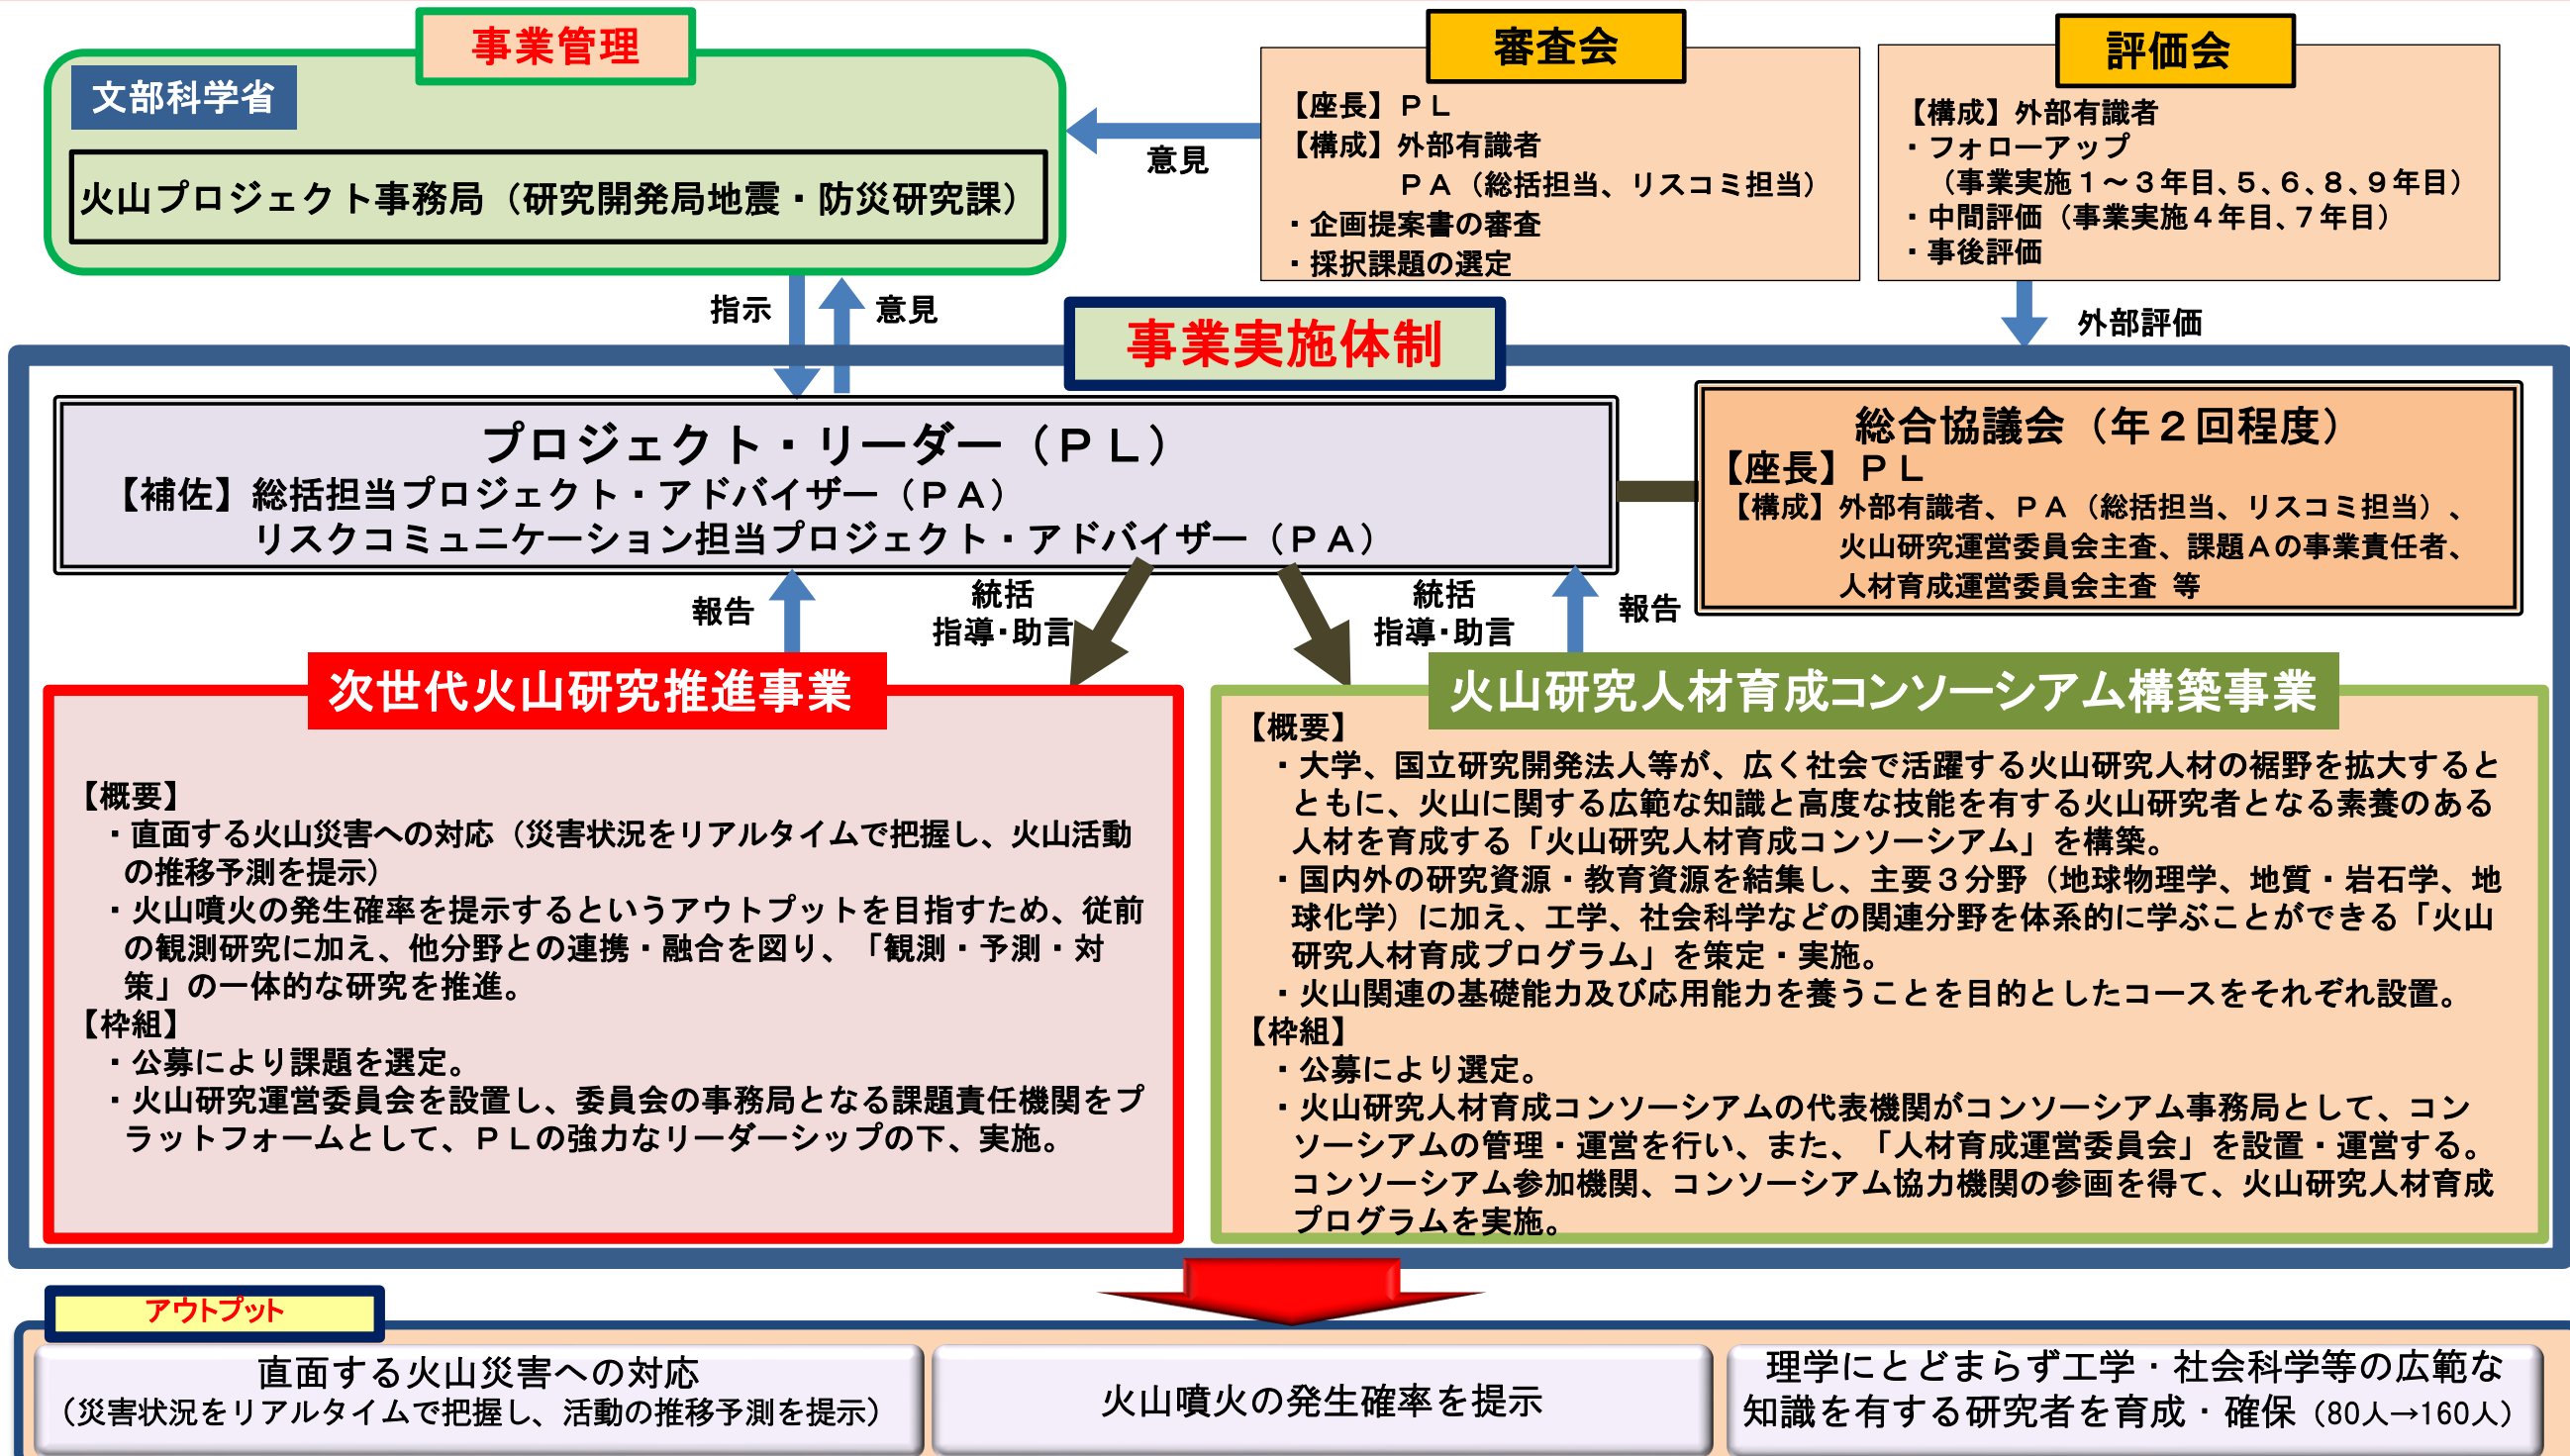 事業管理
文部科学省
火山プロジェクト事務局（研究開発局地震・防災研究課）
意見
審査会
【座長】ＰＬ
【構成】外部有識者
ＰＡ（総括担当、リスコミ担当）
・企画提案書の審査
・採択課題の選定
評価会
【構成】外部有識者
・フォローアップ
（事業実施１～３年目、５、６、８、９年目）
・中間評価（事業実施４年目、７年目）
・事後評価
指示
意見
外部評価
事業実施体制
プロジェクト・リーダー（ＰＬ）
【補佐】総括担当プロジェクト・アドバイザー（ＰＡ）
リスクコミュニケーション担当プロジェクト・アドバイザー（ＰＡ）
総合協議会（年２回程度）
【座長】ＰＬ
【構成】外部有識者、ＰＡ（総括担当、リスコミ担当）、
火山研究運営委員会主査、課題Ａの事業責任者、
人材育成運営委員会主査 等
報告
統括
指導・助言
統括
指導・助言
報告
次世代火山研究推進事業
【概要】
・直面する火山災害への対応（災害状況をリアルタイムで把握し、火山活動
の推移予測を提示）
・火山噴火の発生確率を提示するというアウトプットを目指すため、従前
の観測研究に加え、他分野との連携・融合を図り、「観測・予測・対
策」の一体的な研究を推進。
【枠組】
・公募により課題を選定。
・火山研究運営委員会を設置し、委員会の事務局となる課題責任機関をプ
ラットフォームとして、ＰＬの強力なリーダーシップの下、実施。
火山研究人材育成コンソーシアム構築事業
【概要】
・大学、国立研究開発法人等が、広く社会で活躍する火山研究人材の裾野を拡大すると
ともに、火山に関する広範な知識と高度な技能を有する火山研究者となる素養のある
人材を育成する「火山研究人材育成コンソーシアム」を構築。
・国内外の研究資源・教育資源を結集し、主要３分野（地球物理学、地質・岩石学、地
球化学）に加え、工学、社会科学などの関連分野を体系的に学ぶことができる「火山
研究人材育成プログラム」を策定・実施。
・火山関連の基礎能力及び応用能力を養うことを目的としたコースをそれぞれ設置。
【枠組】
・公募により選定。
・火山研究人材育成コンソーシアムの代表機関がコンソーシアム事務局として、コン
ソーシアムの管理・運営を行い、また、「人材育成運営委員会」を設置・運営する。
コンソーシアム参加機関、コンソーシアム協力機関の参画を得て、火山研究人材育成
プログラムを実施。
アウトプット
直面する火山災害への対応
（災害状況をリアルタイムで把握し、活動の推移予測を提示）
火山噴火の発生確率を提示
理学にとどまらず工学・社会科学等の広範な
知識を有する研究者を育成・確保（80人→160人）